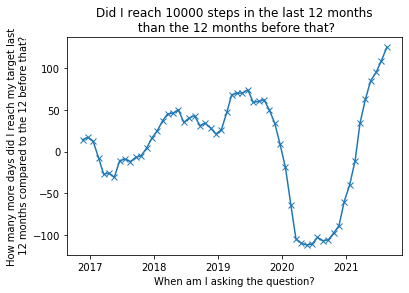 Did I reach 10000 steps in the last 12 months
than the 12 months before that?
How many more days did I reach my target last
12 months compared to the 12 before that?
100
50
0
−50
−100
2017 2018 2019 2020 2021
When am I asking the question?